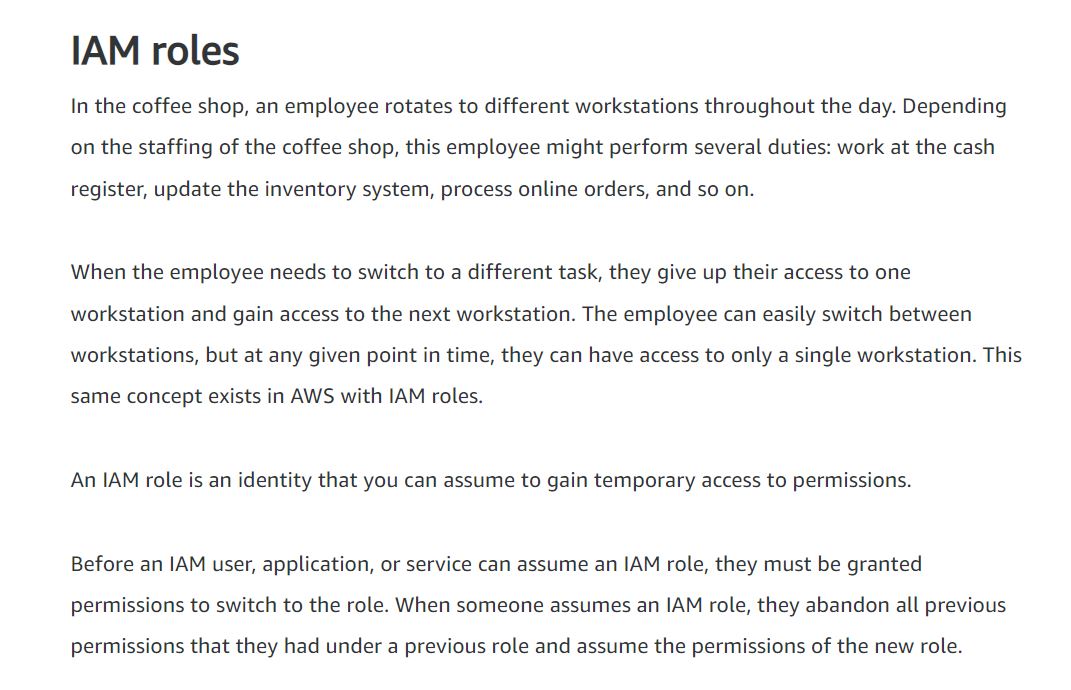 IAM roles
In the coffee shop, an employee rotates to different workstations throughout the day. Depending
on the staffing of the coffee shop, this employee might perform several duties: work at the cash
register, update the inventory system, process online orders, and so on.
When the employee needs to switch to a different task, they give up their access to one
workstation and gain access to the next workstation. The employee can easily switch between
workstations, but at any given point in time, they can have access to only a single workstation. This
same concept exists in AWS with IAM roles.
An IAM role is an identity that you can assume to gain temporary access to permissions.
Before an IAM user, application, or service can assume an IAM role, they must be granted
permissions to switch to the role. When someone assumes an IAM role, they abandon all previous
permissions that they had under a previous role and assume the permissions of the new role.